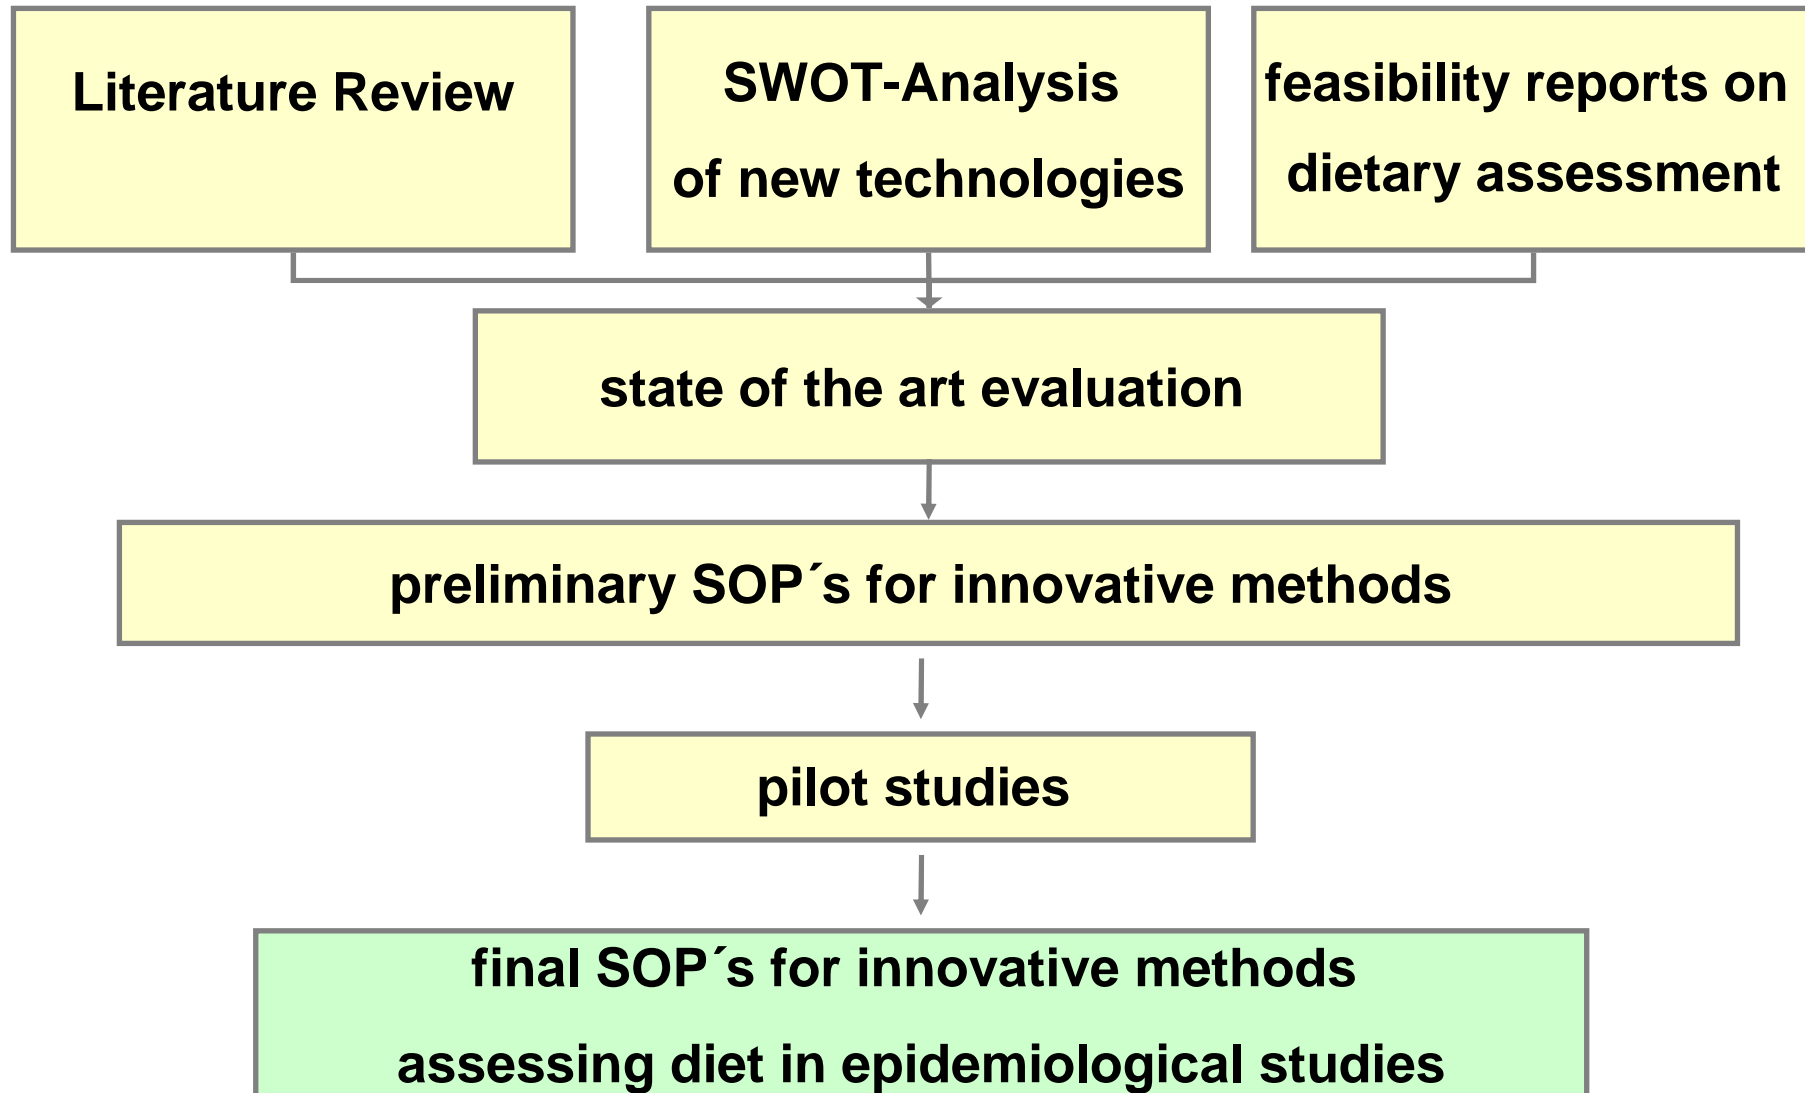 Literature Review
SWOT-Analysis
of new technologies
feasibility reports on
dietary assessment
state of the art evaluation
preliminary SOP´s for innovative methods
pilot studies
final SOP´s for innovative methods
assessing diet in epidemiological studies